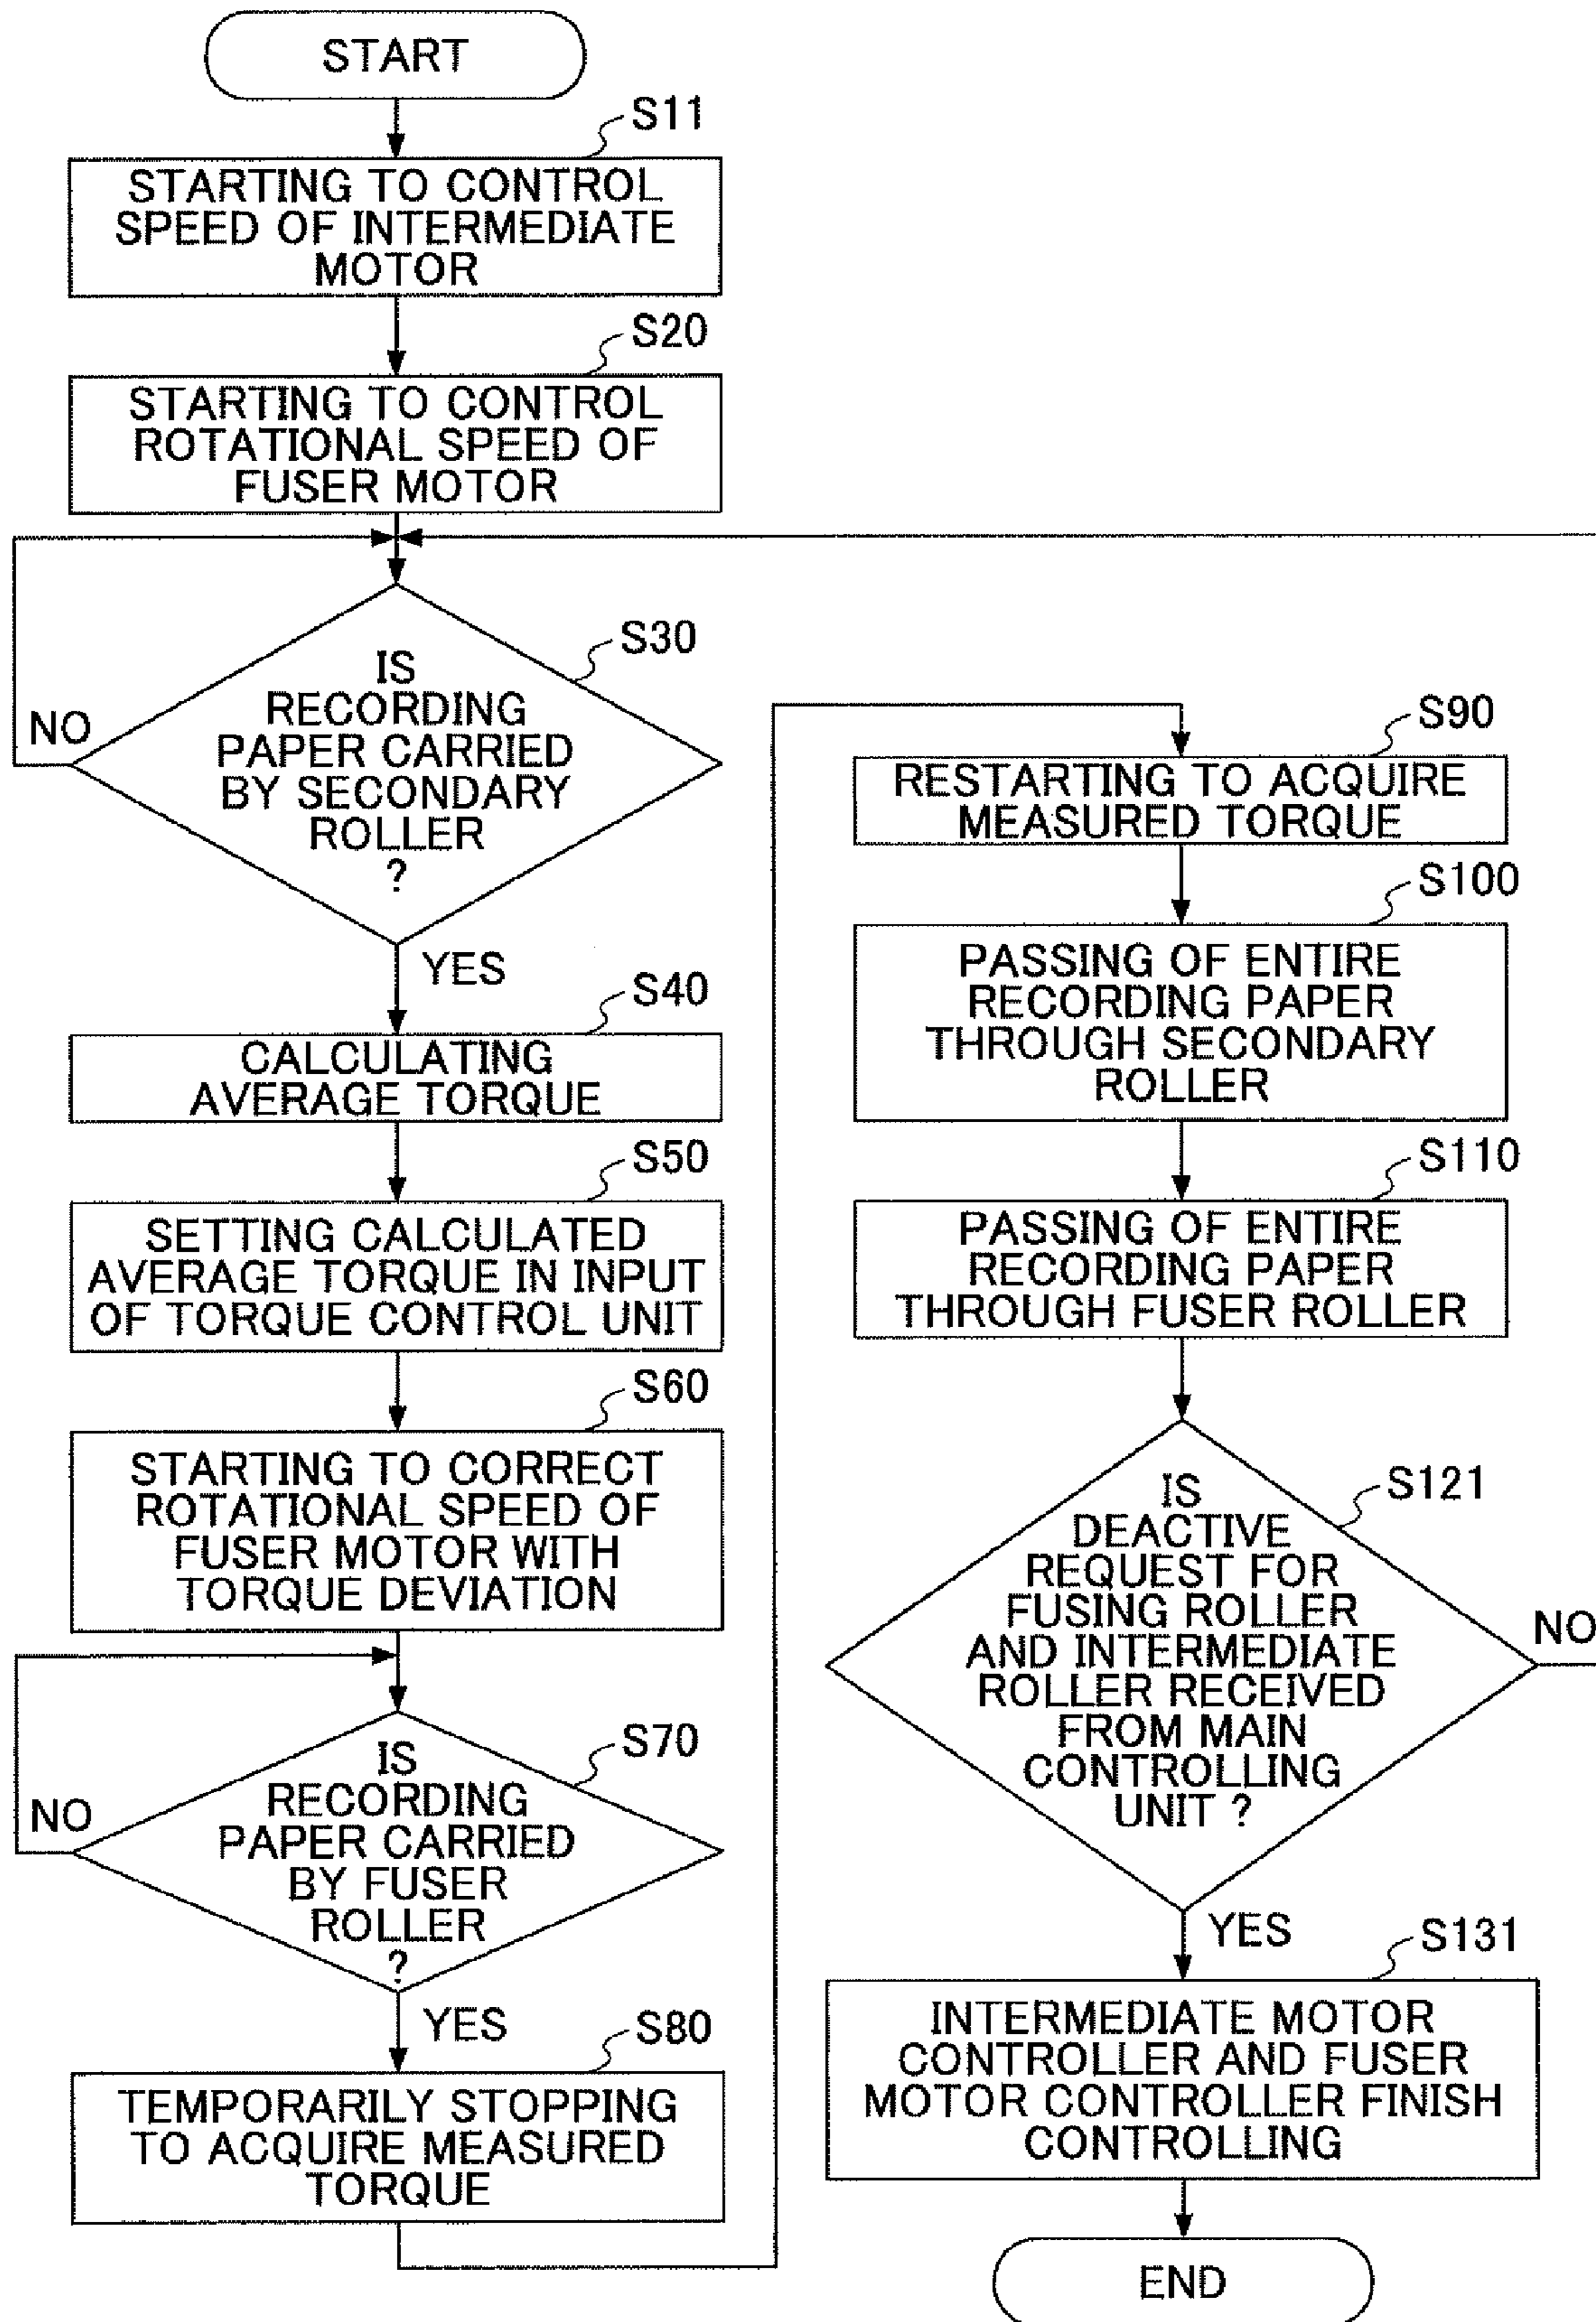 START
S11
STARTING TO CONTROL
SPEED OF INTERMEDIATE
MOTOR
S20
STARTING TO CONTROL
ROTATIONAL SPEED OF
FUSER MOTOR
S30
IS
RECORDING
PAPER CARRIED
BY SECONDARY
ROLLER
?
NO
YES
S40
CALCULATING
AVERAGE TORQUE
S50
SETTING CALCULATED
AVERAGE TORQUE IN INPUT
OF TORQUE CONTROL UNIT
S60
STARTING TO CORRECT
ROTATIONAL SPEED OF
FUSER MOTOR WITH
TORQUE DEVIATION
S70
IS
RECORDING
PAPER CARRIED
BY FUSER
ROLLER
?
NO
YES
S80
TEMPORARILY STOPPING
TO ACQUIRE MEASURED
TORQUE
S90
RESTARTING TO ACQUIRE
MEASURED TORQUE
S100
PASSING OF ENTIRE
RECORDING PAPER
THROUGH SECONDARY
ROLLER
S110
PASSING OF ENTIRE
RECORDING PAPER
THROUGH FUSER ROLLER
S121
IS
DEACTIVE
REQUEST FOR
FUSING ROLLER
AND INTERMEDIATE
ROLLER RECEIVED
FROM MAIN
CONTROLLING
UNIT ?
NO
YES
S131
INTERMEDIATE MOTOR
CONTROLLER AND FUSER
MOTOR CONTROLLER FINISH
CONTROLLING
END